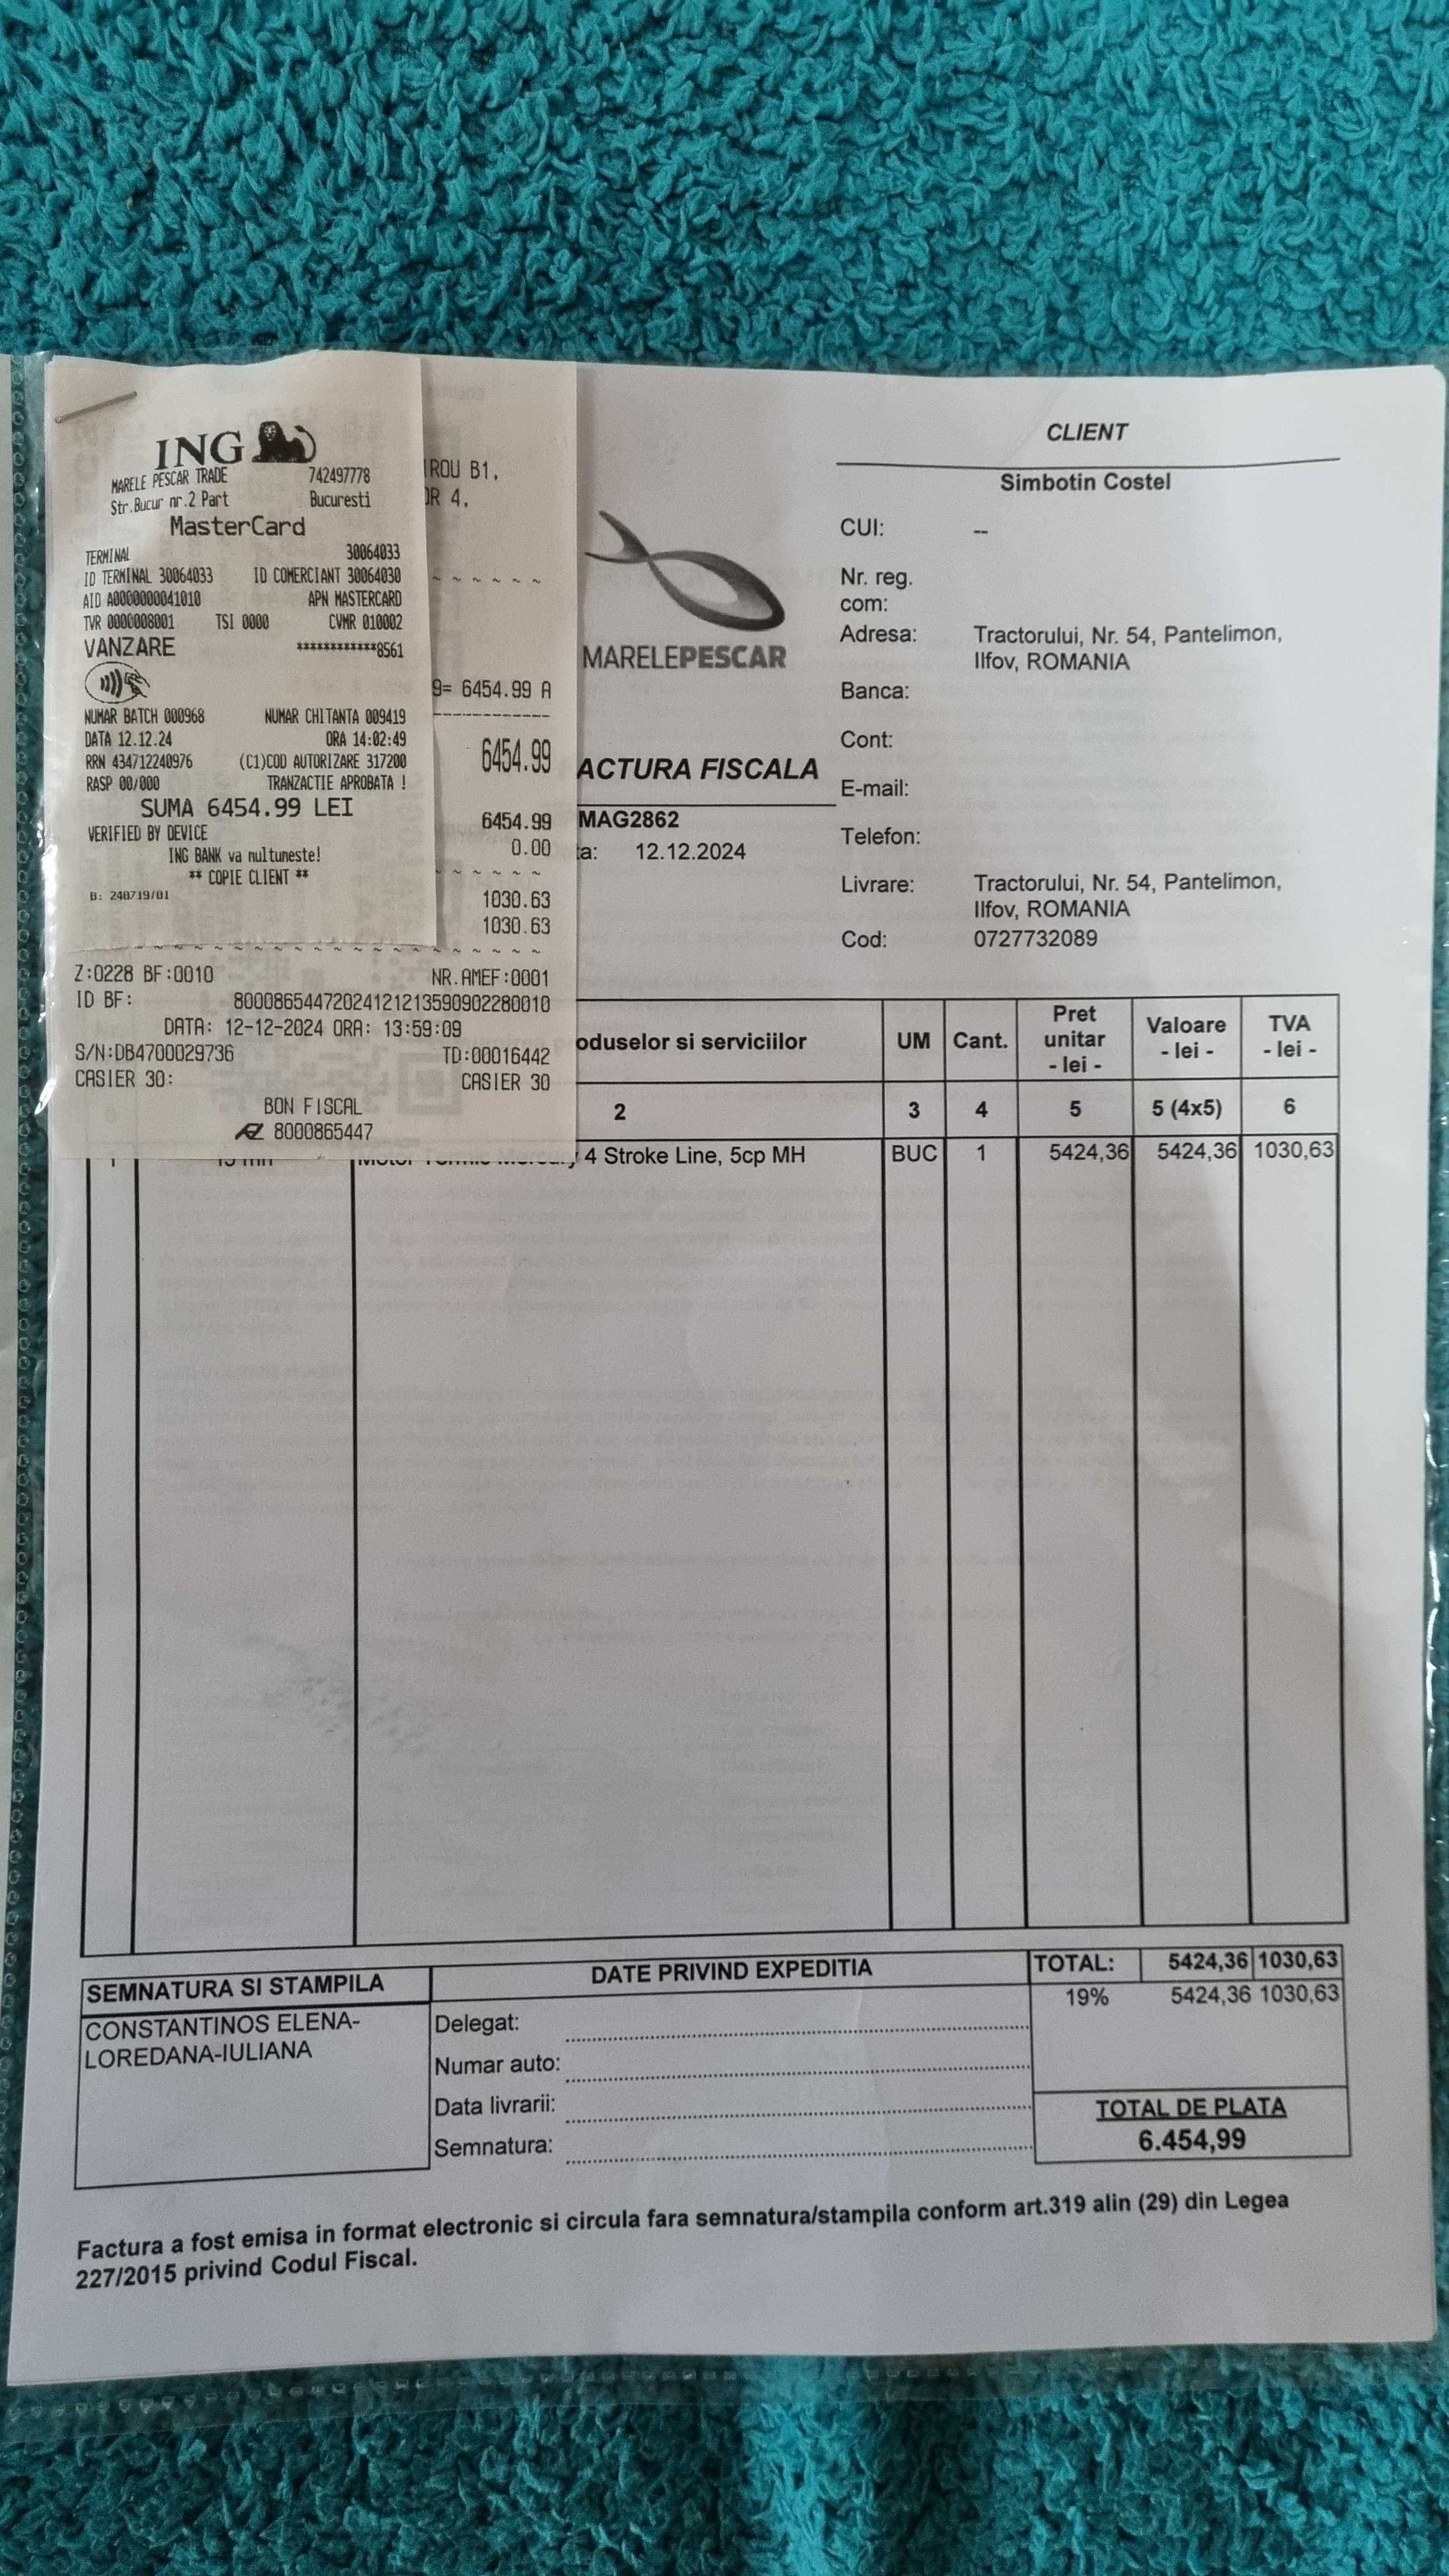 ING
MARELE PESCAR TRADE 742497778
Str.Bucur nr.2 Part Bucuresti
MasterCard
TERMINAL 30064033
ID TERMINAL 30064033 ID COMERCIANT 30064030
AID A0000000041010 APN MASTERCARD
TVR 0000008001 TSI 0000 CVMR 010002
VANZARE ************8561
NUMAR BATCH 000968 NUMAR CHITANTA 009419
DATA 12.12.24 ORA 14:02:49
RRN 434712240976 (C1)COD AUTORIZARE 317200
RASP 00/000 TRANZACTIE APROBATA !
SUMA 6454.99 LEI
VERIFIED BY DEVICE
ING BANK va multuneste!
** COPIE CLIENT **
B: 240719/01
IROU B1,
OR 4,
9= 6454.99 A
6454.99
6454.99
0.00
1030.63
1030.63
Z:0228 BF:0010 NR.AMEF:0001
ID BF: 80008654472024121213590902280010
DATA: 12-12-2024 ORA: 13:59:09
S/N:DB4700029736 TD:00016442
CASIER 30: CASIER 30
BON FISCAL
8000865447
MARELEPESCAR
ACTURA FISCALA
MAG2862
ta: 12.12.2024
CLIENT
Simbotin Costel
CUI: --
Nr. reg.
com:
Adresa: Tractorului, Nr. 54, Pantelimon,
Ilfov, ROMANIA
Banca:
Cont:
E-mail:
Telefon:
Livrare: Tractorului, Nr. 54, Pantelimon,
Ilfov, ROMANIA
Cod: 0727732089
oduselor si serviciilor UM Cant. Pret unitar - lei - Valoare - lei - TVA - lei -
2 3 4 5 5 (4x5) 6
Motor Termic Mercury 4 Stroke Line, 5cp MH BUC 1 5424,36 5424,36 1030,63
SEMNATURA SI STAMPILA
CONSTANTINOS ELENA-
LOREDANA-IULIANA
DATE PRIVIND EXPEDITIA
Delegat:
Numar auto:
Data livrarii:
Semnatura:
TOTAL: 5424,36 1030,63
19% 5424,36 1030,63
TOTAL DE PLATA
6.454,99
Factura a fost emisa in format electronic si circula fara semnatura/stampila conform art.319 alin (29) din Legea
227/2015 privind Codul Fiscal.